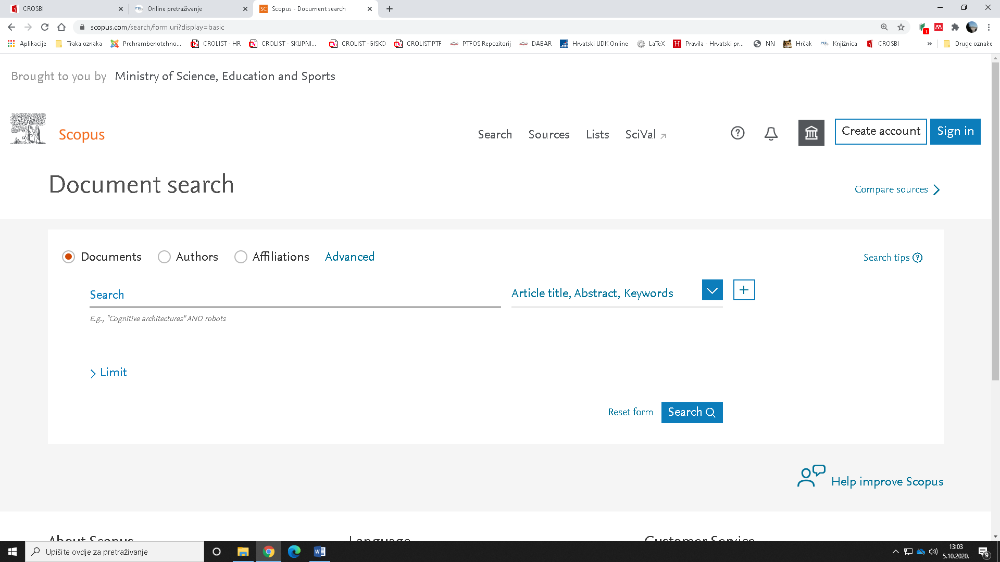 CROSBI
Online pretraživanje
Scopus - Document search
scopus.com/search/form.uri?display=basic
1
Aplikacije
Traka oznaka
Prehrambenotehno...
CROLIST - HR
CROLIST - SKUPNI...
CROLIST -GISKO
CROLIST PTF
PTFOS Repozitorij
DABAR
Hrvatski UDK Online
LaTeX
Pravila - Hrvatski pr...
NN
Hrčak
Knjižnica
CROSBI
Druge oznake
Brought to you by Ministry of Science, Education and Sports
Scopus
Search
Sources
Lists
SciVal
Create account
Sign in
Document search
Compare sources
Documents
Authors
Affiliations
Advanced
Search tips
Search
Article title, Abstract, Keywords
E.g., "Cognitive architectures" AND robots
Limit
Reset form
Search
Help improve Scopus
About Scopus
Language
Customer Service
Upišite ovdje za pretraživanje
13:03
5.10.2020.
9